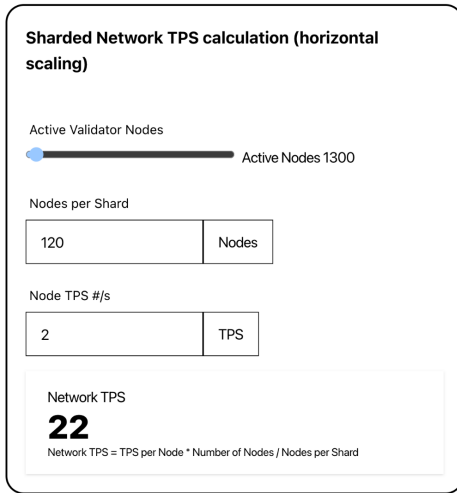 Sharded Network TPS calculation (horizontal
scaling)
Active Validator Nodes
Active Nodes 1300
Nodes per Shard
120 Nodes
Node TPS #/s
2 TPS
Network TPS
22
Network TPS = TPS per Node * Number of Nodes / Nodes per Shard